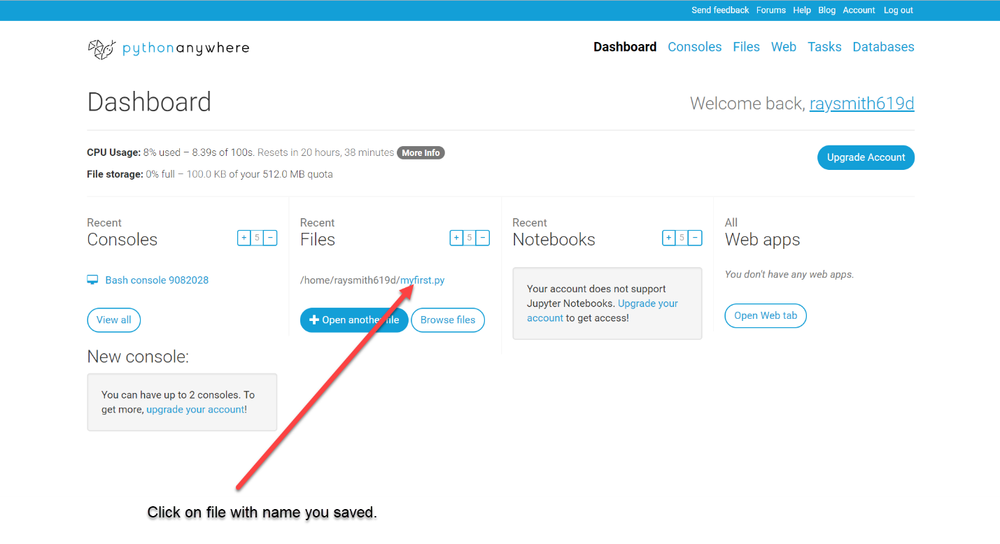 Send feedback Forums Help Blog Account Log out
pythonanywhere
Dashboard Consoles Files Web Tasks Databases
Dashboard
Welcome back, raysmith619d
CPU Usage: 8% used – 8.39s of 100s. Resets in 20 hours, 38 minutes More Info
File storage: 0% full – 100.0 KB of your 512.0 MB quota
Upgrade Account
Recent
Consoles
+ 5 −
Bash console 9082028
View all
New console:
You can have up to 2 consoles. To
get more, upgrade your account!
Recent
Files
+ 5 −
/home/raysmith619d/myfirst.py
+ Open another file
Browse files
Recent
Notebooks
+ 5 −
Your account does not support
Jupyter Notebooks. Upgrade your
account to get access!
All
Web apps
You don't have any web apps.
Open Web tab
Click on file with name you saved.